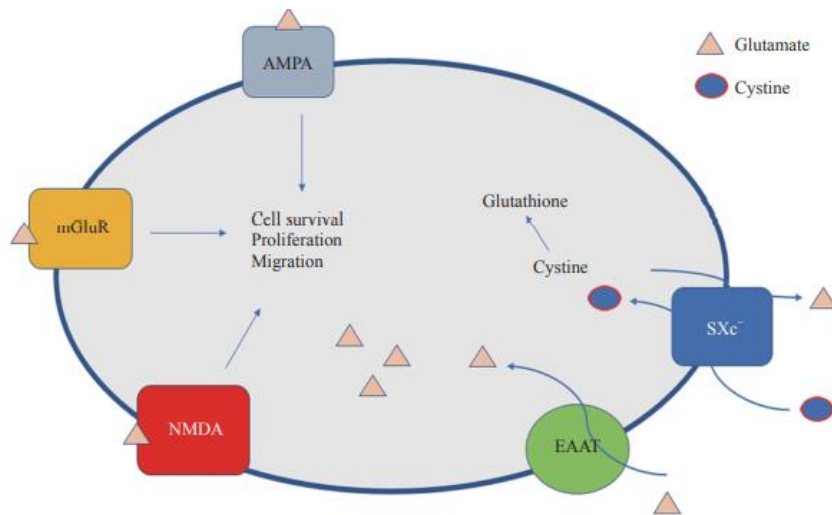 AMPA
Glutamate
Cystine
mGluR
Glutathione
Cell survival
Proliferation
Migration
Cystine
SXc⁻
NMDA
EAAT